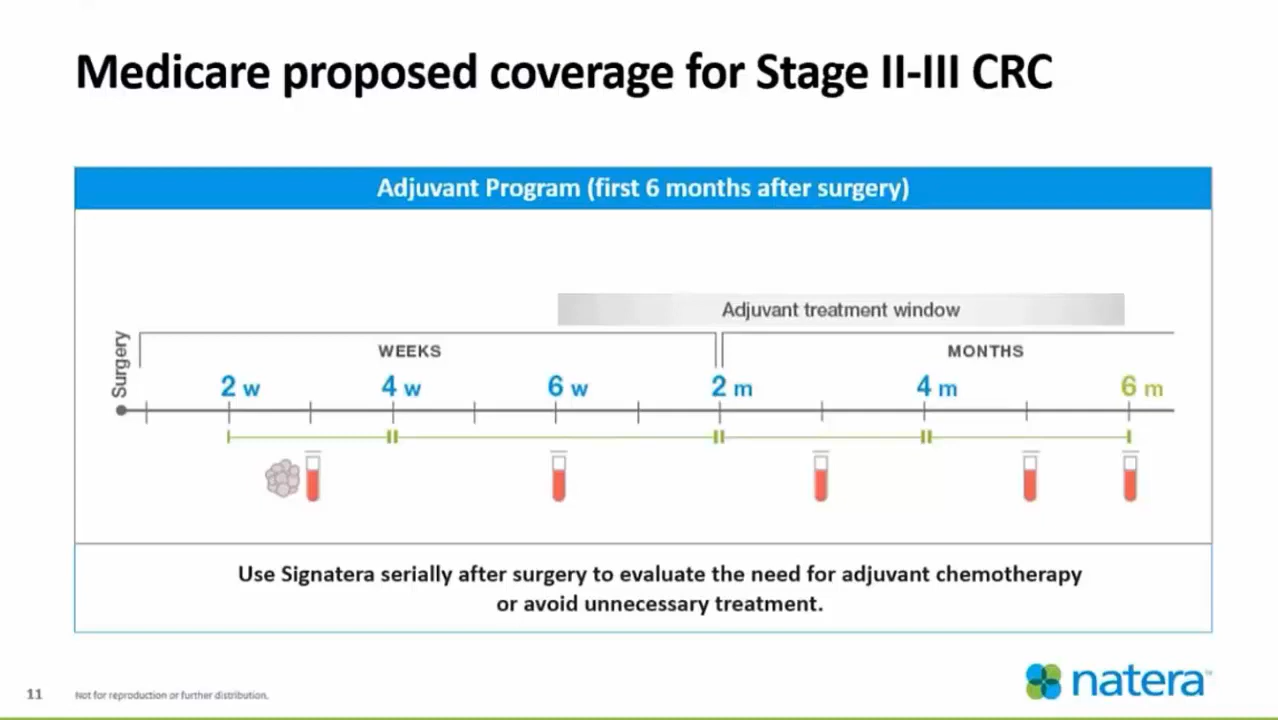 Medicare proposed coverage for Stage II-III CRC
Adjuvant Program (first 6 months after surgery)
Adjuvant treatment window
Surgery
WEEKS
MONTHS
2 w
4 w
6 w
2 m
4 m
6 m
Use Signatera serially after surgery to evaluate the need for adjuvant chemotherapy
or avoid unnecessary treatment.
11
Not for reproduction or further distribution.
natera™